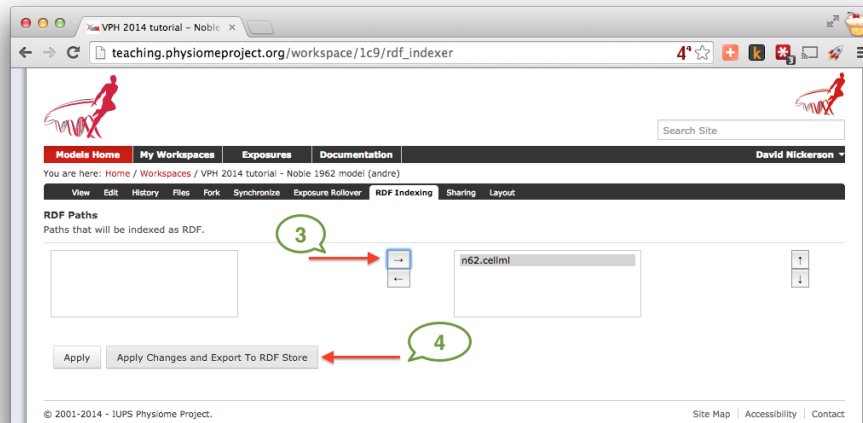 VPH 2014 tutorial – Noble
teaching.physiomeproject.org/workspace/1c9/rdf_indexer
Search Site
Models Home My Workspaces Exposures Documentation David Nickerson
You are here: Home / Workspaces / VPH 2014 tutorial - Noble 1962 model (andre)
View Edit History Files Fork Synchronize Exposure Rollover RDF Indexing Sharing Layout
RDF Paths
Paths that will be indexed as RDF.
3
→ n62.cellml ↑
← ↓
4
Apply Apply Changes and Export To RDF Store
© 2001-2014 - IUPS Physiome Project. Site Map Accessibility Contact